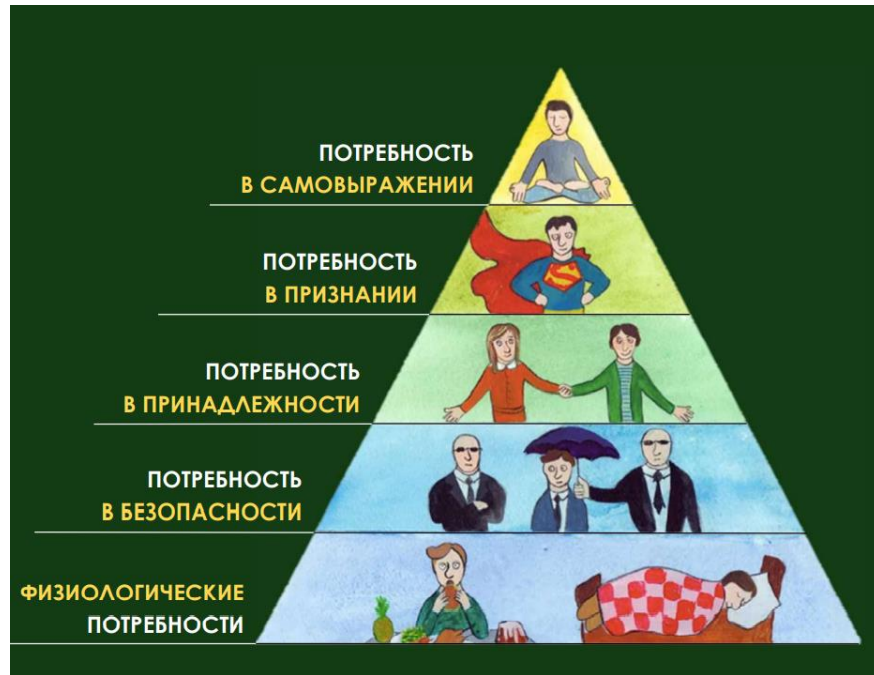 ПОТРЕБНОСТЬ
В САМОВЫРАЖЕНИИ
ПОТРЕБНОСТЬ
В ПРИЗНАНИИ
ПОТРЕБНОСТЬ
В ПРИНАДЛЕЖНОСТИ
ПОТРЕБНОСТЬ
В БЕЗОПАСНОСТИ
ФИЗИОЛОГИЧЕСКИЕ
ПОТРЕБНОСТИ